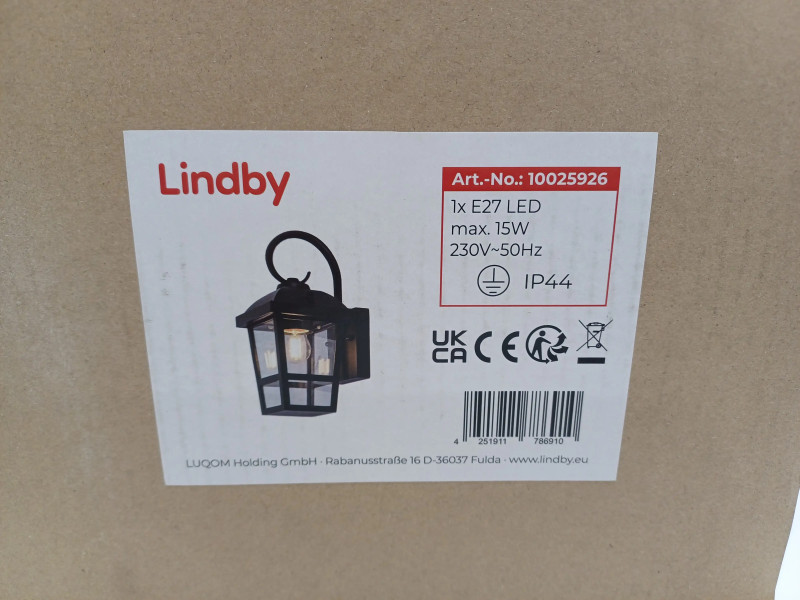 Lindby
Art.-No.: 10025926
1x E27 LED
max. 15W
230V~50Hz
IP44
UK
CA CE
4 251911 786910
LUQOM Holding GmbH · Rabanusstraße 16 D-36037 Fulda · www.lindby.eu